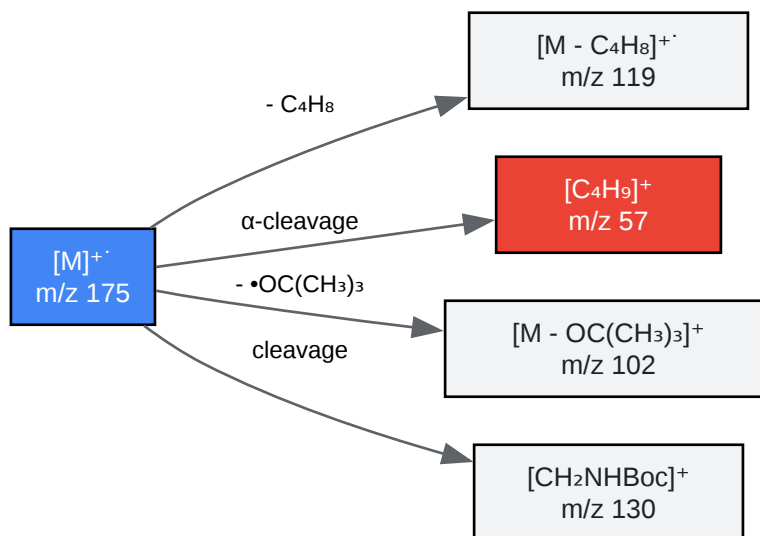 [M - C₄H₈]⁺˙
m/z 119
- C₄H₈
[C₄H₉]⁺
m/z 57
α-cleavage
[M]⁺˙
m/z 175
- •OC(CH₃)₃
[M - OC(CH₃)₃]⁺
m/z 102
cleavage
[CH₂NHBoc]⁺
m/z 130